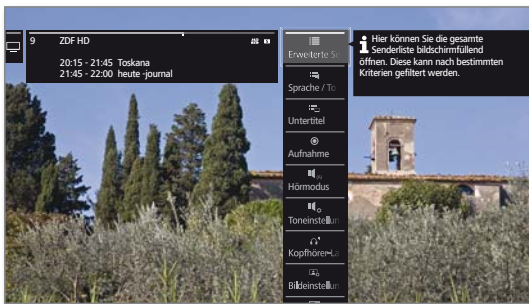 9 ZDF HD
20:15 - 21:45 Toskana
21:45 - 22:00 heute -journal
Erweiterte Se
Sprache / To
Untertitel
Aufnahme
Hörmodus
Toneinstellun
Kopfhörer-La
Bildeinstellun
Hier können Sie die gesamte
Senderliste bildschirmfüllend
öffnen. Diese kann nach bestimmten
Kriterien gefiltert werden.